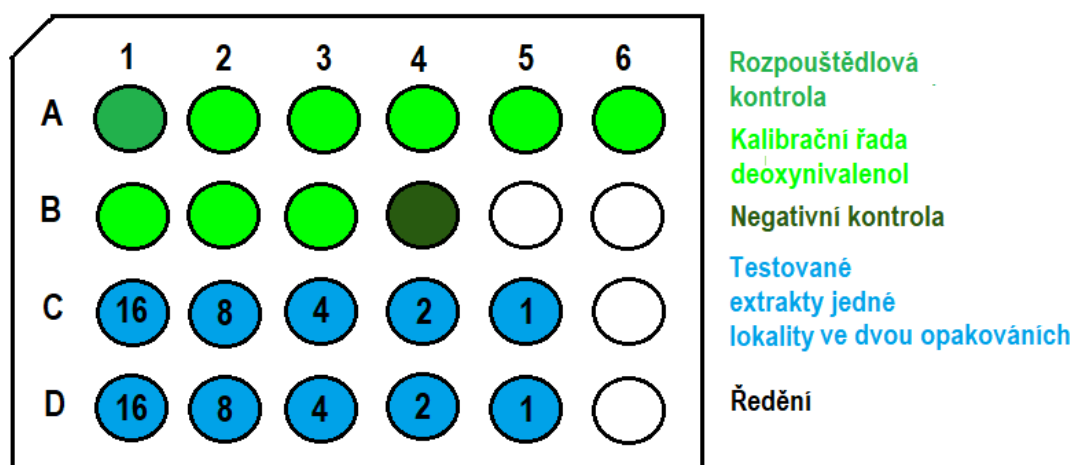 1 2 3 4 5 6
A
B
C 16 8 4 2 1
D 16 8 4 2 1
Rozpouštědlová
kontrola
Kalibrační řada
deoxynivalenol
Negativní kontrola
Testované
extrakty jedné
lokality ve dvou opakováních
Ředění